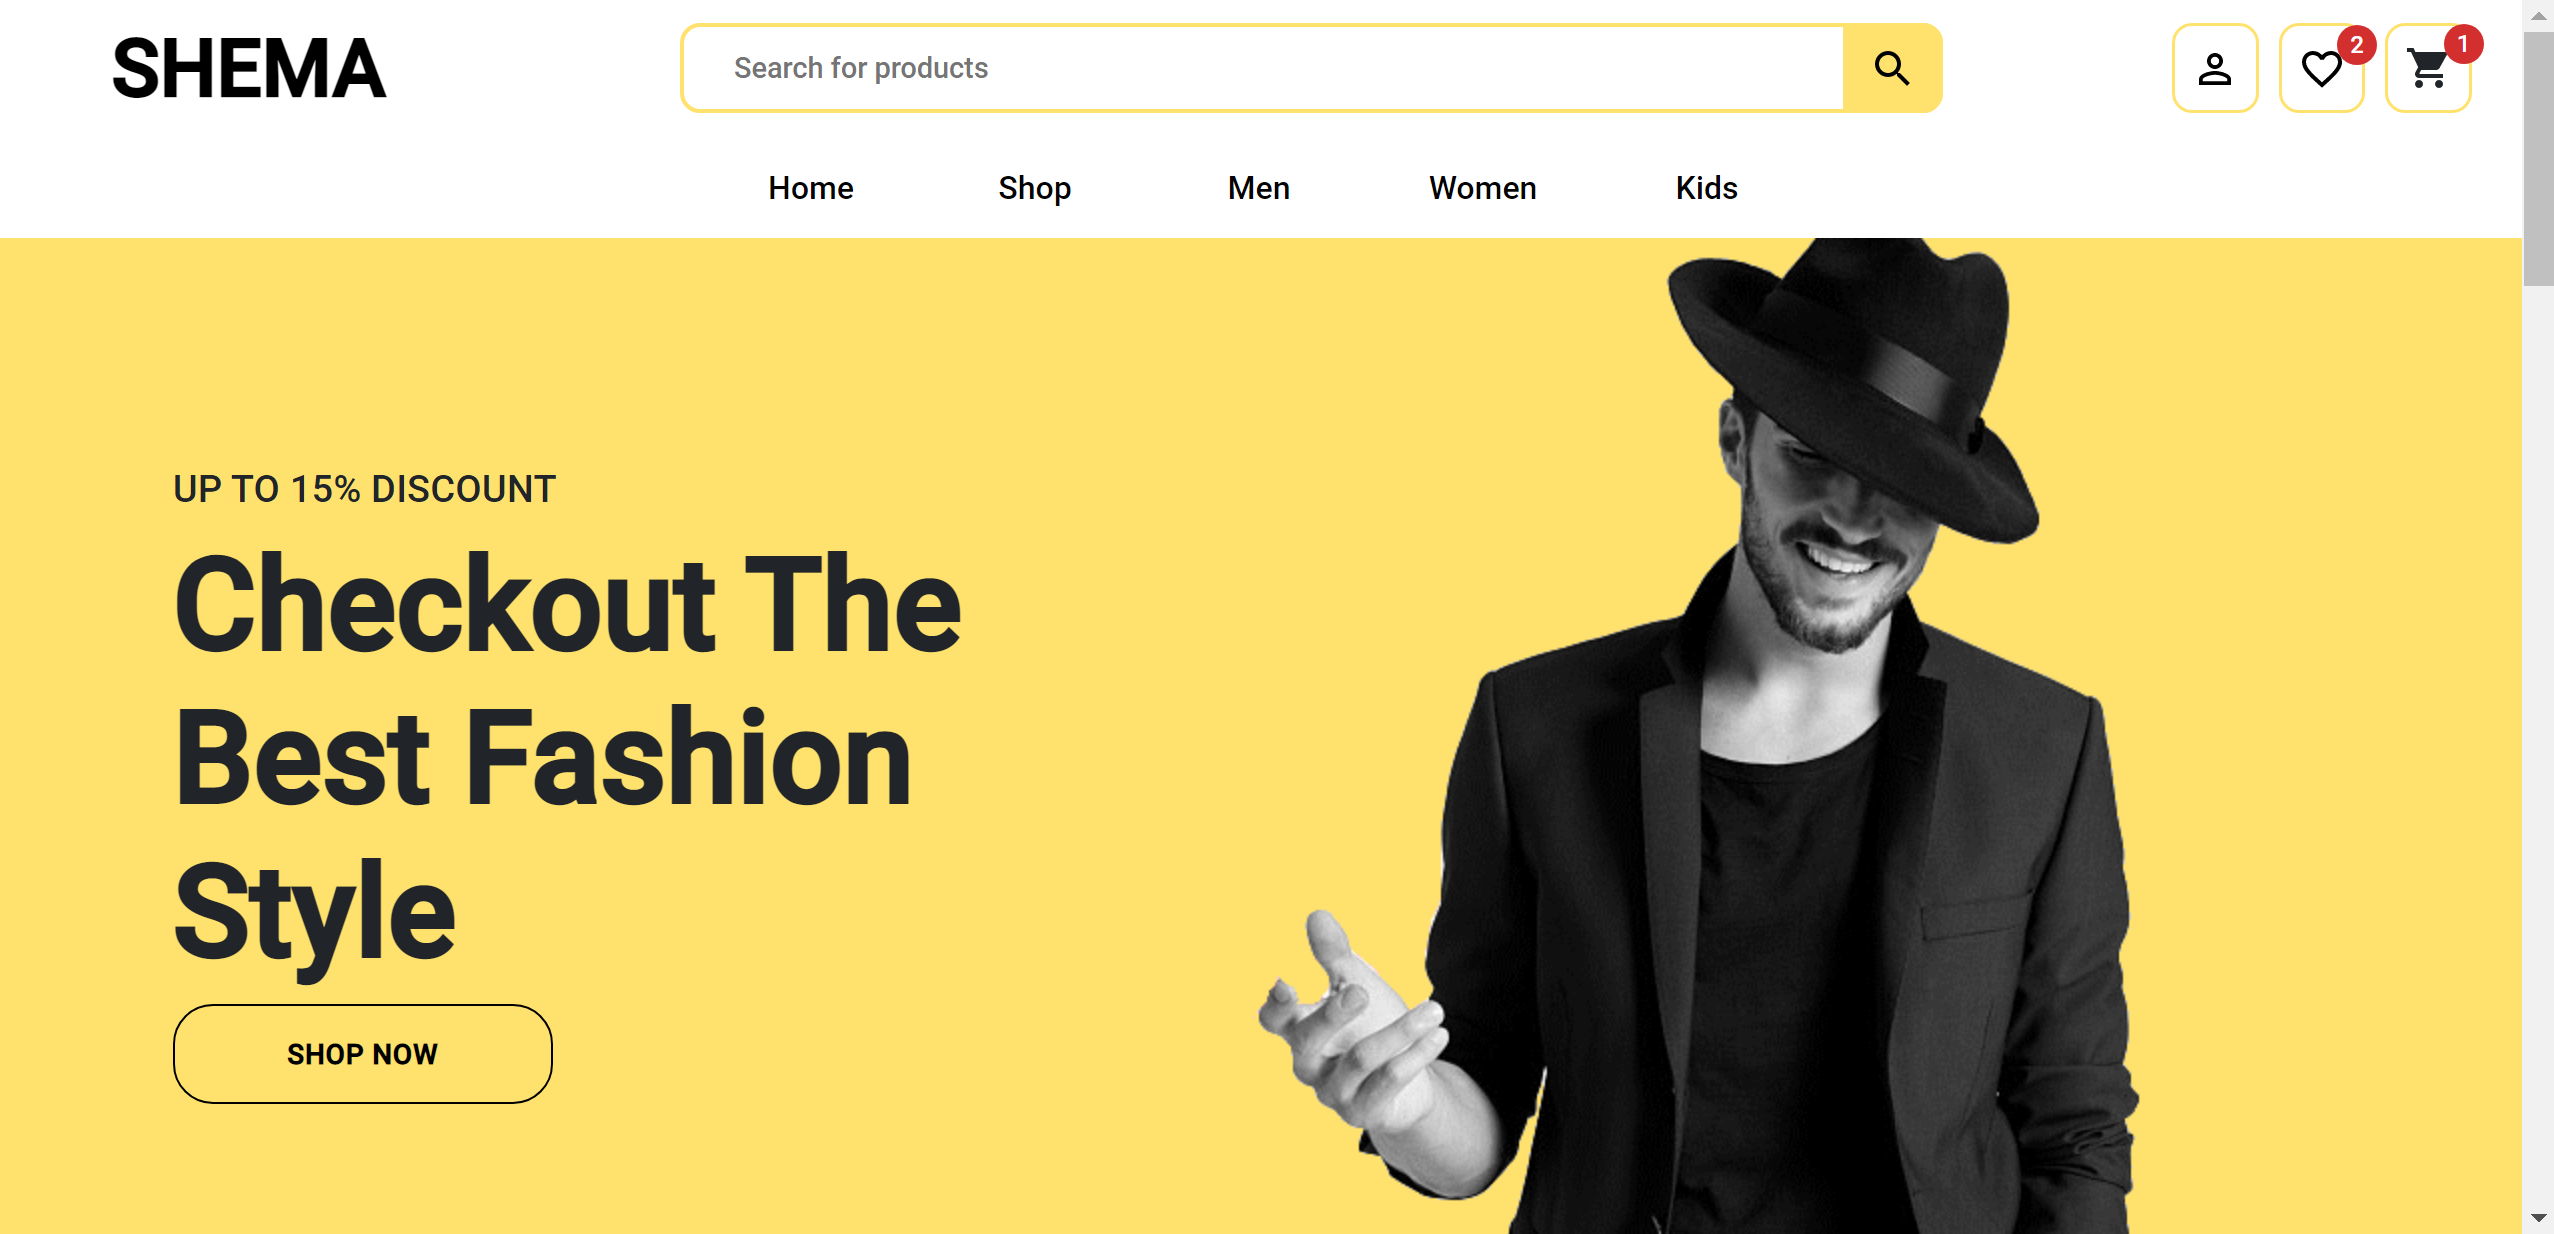 SHEMA
Search for products
2
1
Home
Shop
Men
Women
Kids
UP TO 15% DISCOUNT
Checkout The
Best Fashion
Style
SHOP NOW